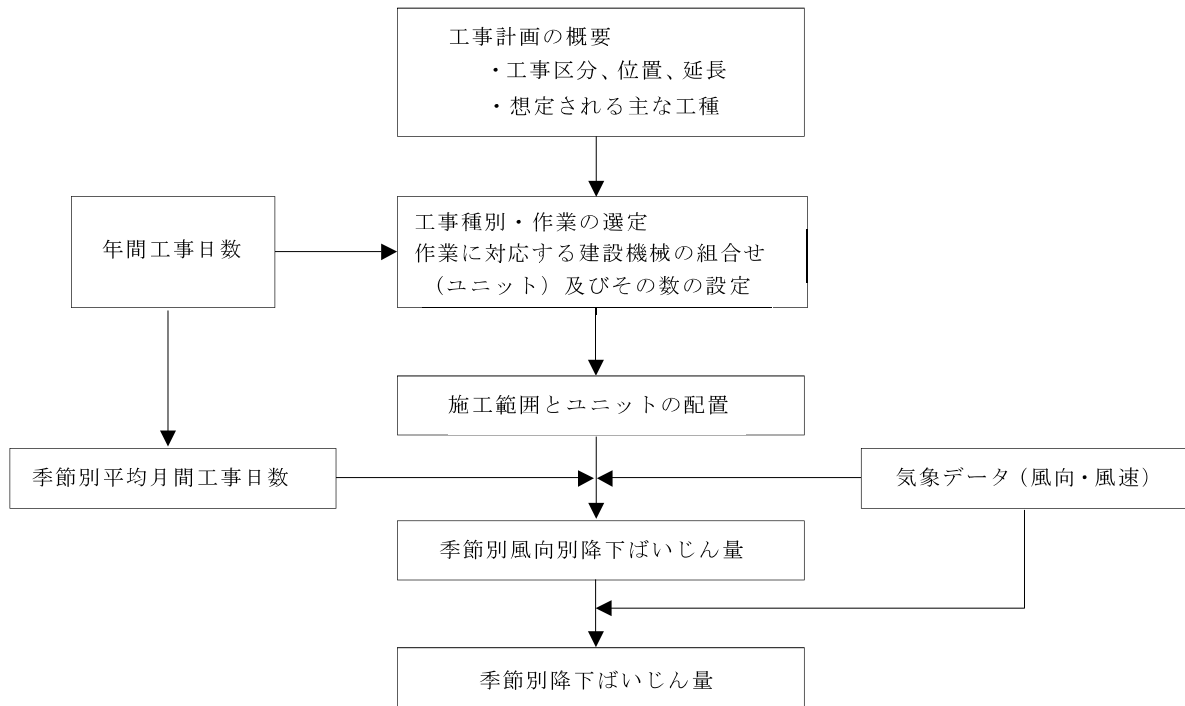 工事計画の概要
・工事区分、位置、延長
・想定される主な工種
年間工事日数
工事種別・作業の選定
作業に対応する建設機械の組合せ
(ユニット)及びその数の設定
施工範囲とユニットの配置
季節別平均月間工事日数
気象データ(風向・風速)
季節別風向別降下ばいじん量
季節別降下ばいじん量